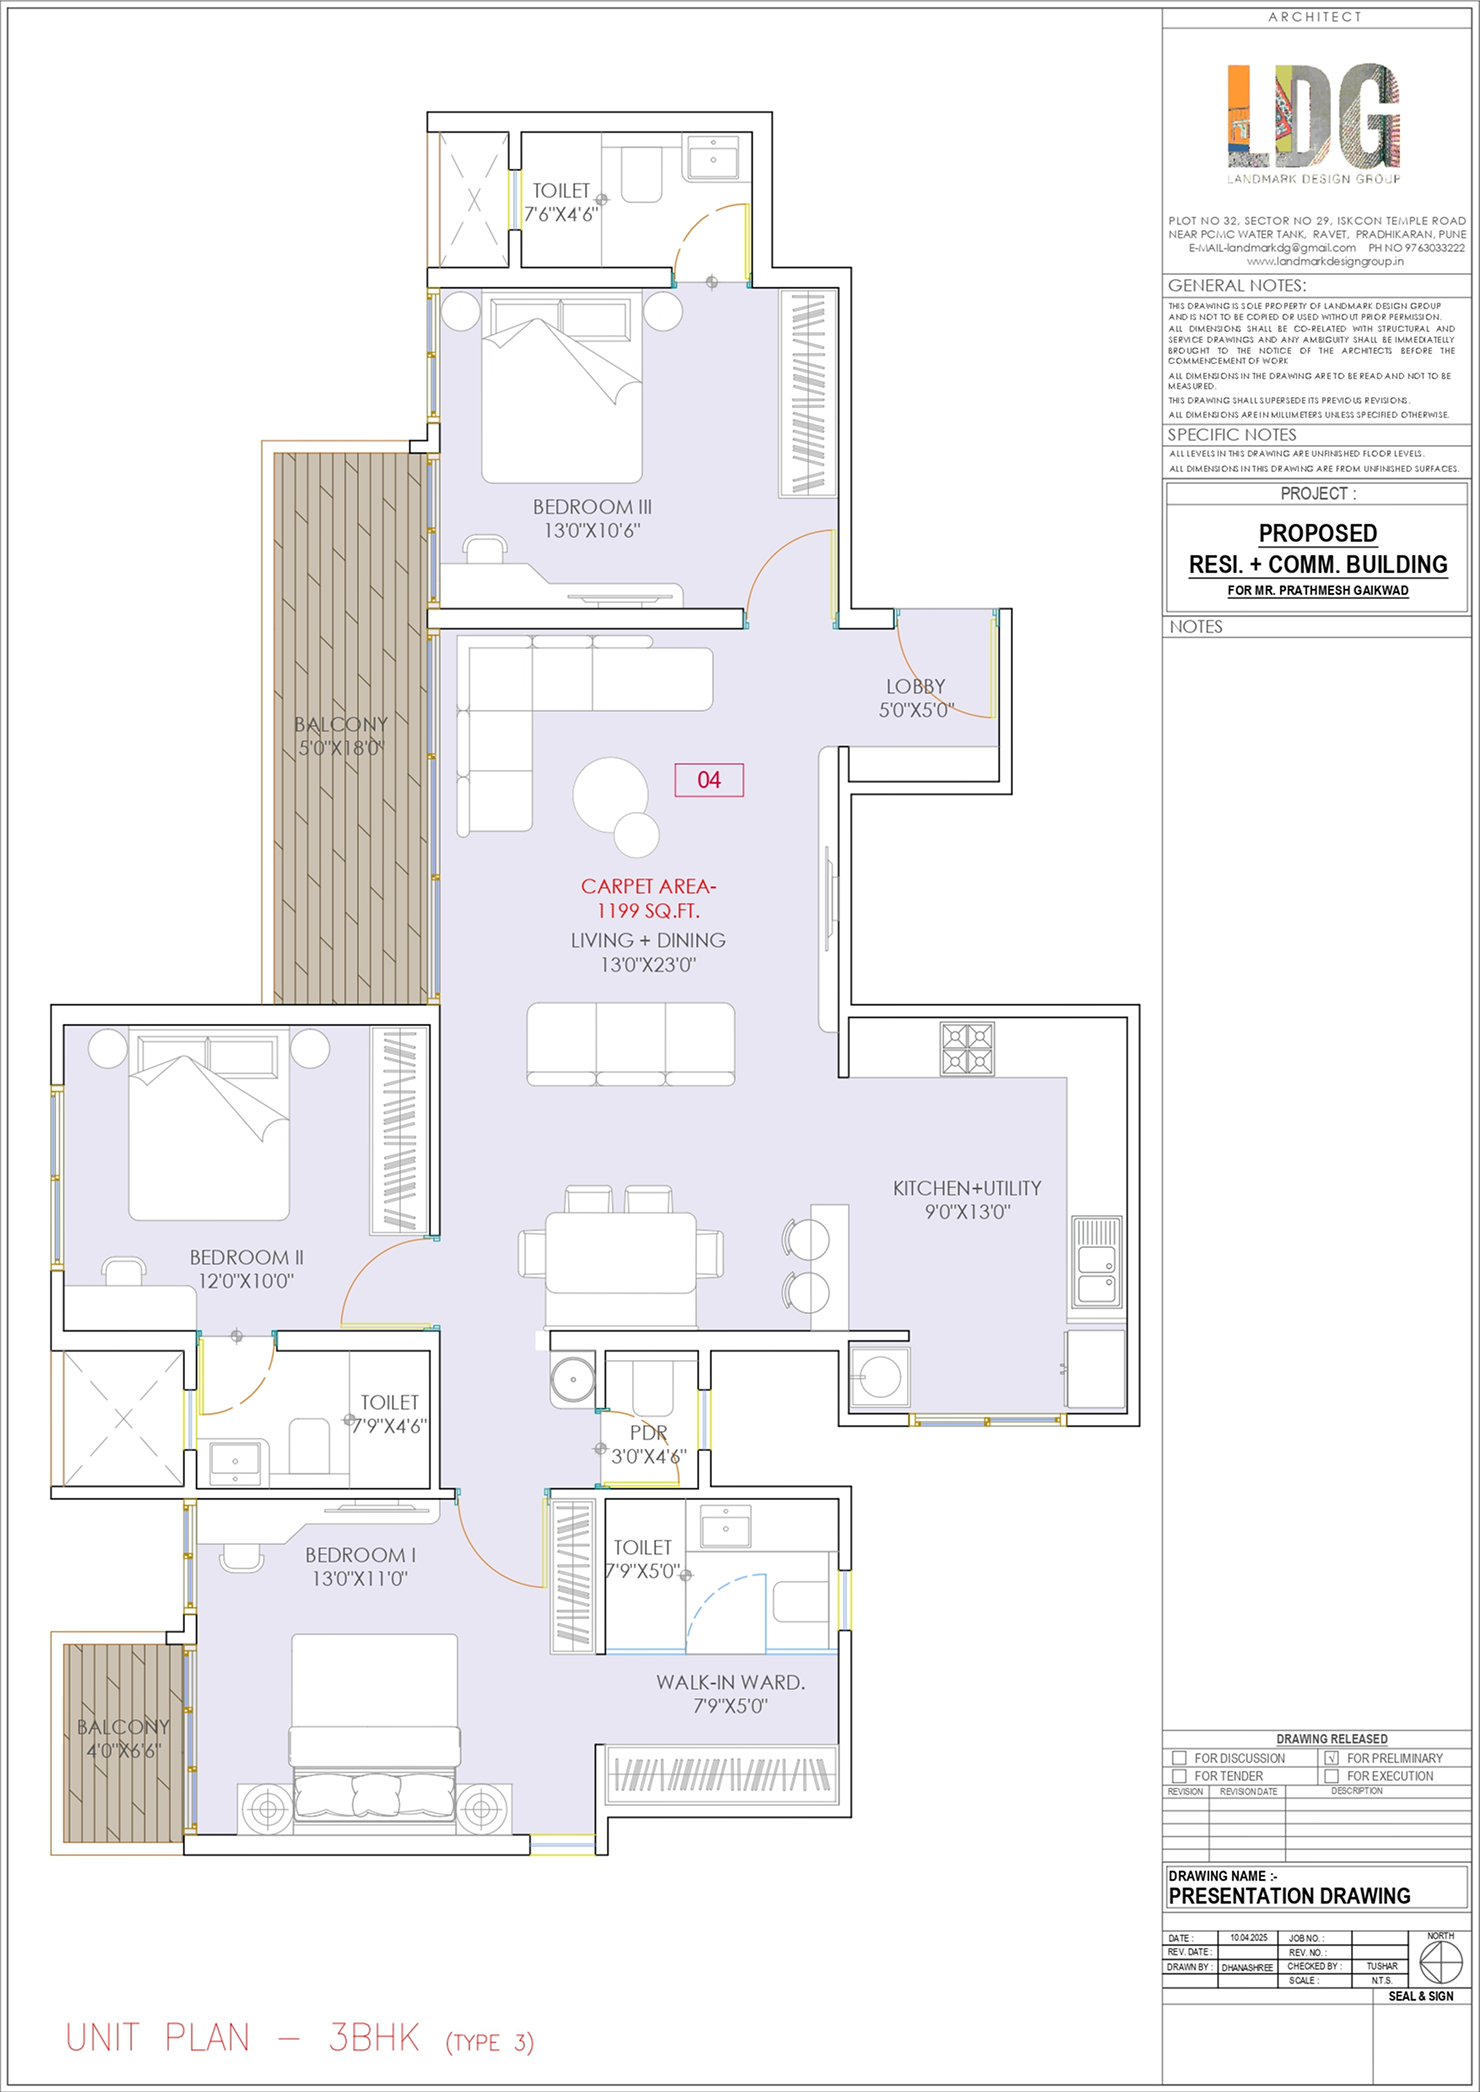 TOILET
7'6"X4'6"
BEDROOM III
13'0"X10'6"
LOBBY
5'0"X5'0"
BALCONY
5'0"X18'0"
04
CARPET AREA-
1199 SQ.FT.
LIVING + DINING
13'0"X23'0"
KITCHEN+UTILITY
9'0"X13'0"
BEDROOM II
12'0"X10'0"
TOILET
7'9"X4'6"
PDR
3'0"X4'6"
BEDROOM I
13'0"X11'0"
TOILET
7'9"X5'0"
WALK-IN WARD.
7'9"X5'0"
BALCONY
4'0"X6'6"
UNIT PLAN - 3BHK (TYPE 3)
ARCHITECT
LDG
LANDMARK DESIGN GROUP
PLOT NO 32, SECTOR NO 29, ISKCON TEMPLE ROAD
NEAR PCMC WATER TANK, RAVET, PRADHIKARAN, PUNE
E-MAIL-landmarkdg@gmail.com PH NO 9763033222
www.landmarkdesigngroup.in
GENERAL NOTES:
THIS DRAWING IS SOLE PROPERTY OF LANDMARK DESIGN GROUP
AND IS NOT TO BE COPIED OR USED WITHOUT PRIOR PERMISSION.
ALL DIMENSIONS SHALL BE CO-RELATED WITH STRUCTURAL AND
SERVICE DRAWINGS AND ANY AMBIGUITY SHALL BE IMMEDIATELLY
BROUGHT TO THE NOTICE OF THE ARCHITECTS BEFORE THE
COMMENCEMENT OF WORK
ALL DIMENSIONS IN THE DRAWING ARE TO BE READ AND NOT TO BE
MEASURED.
THIS DRAWING SHALL SUPERSEDE ITS PREVIOUS REVISIONS.
ALL DIMENSIONS ARE IN MILLIMETERS UNLESS SPECIFIED OTHERWISE.
SPECIFIC NOTES
ALL LEVELS IN THIS DRAWING ARE UNFINISHED FLOOR LEVELS.
ALL DIMENSIONS IN THIS DRAWING ARE FROM UNFINISHED SURFACES.
PROJECT :
PROPOSED
RESI. + COMM. BUILDING
FOR MR. PRATHMESH GAIKWAD
NOTES
DRAWING RELEASED
FOR DISCUSSION √ FOR PRELIMINARY
FOR TENDER FOR EXECUTION
REVISION REVISION DATE DESCRIPTION
DRAWING NAME :-
PRESENTATION DRAWING
DATE : 10.04.2025 JOB NO. : NORTH
REV. DATE : REV. NO. :
DRAWN BY : DHANASHREE CHECKED BY : TUSHAR
SCALE : N.T.S.
SEAL & SIGN